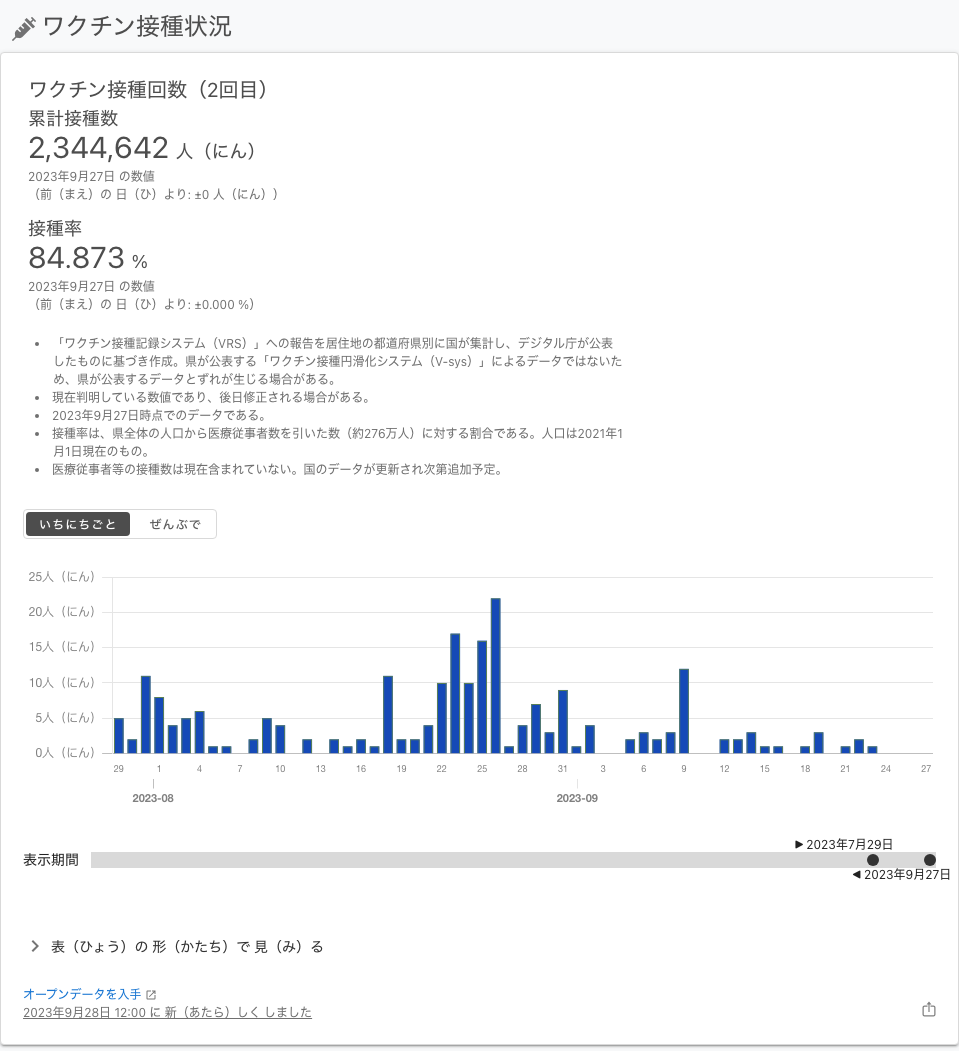 ワクチン接種状況
ワクチン接種回数（2回目）
累計接種数
2,344,642 人（にん）
2023年9月27日 の数値
（前（まえ）の 日（ひ）より: ±0 人（にん））
接種率
84.873 %
2023年9月27日 の数値
（前（まえ）の 日（ひ）より: ±0.000 %）
• 「ワクチン接種記録システム（VRS）」への報告を居住地の都道府県別に国が集計し、デジタル庁が公表
したものに基づき作成。県が公表する「ワクチン接種円滑化システム（V-sys）」によるデータではないた
め、県が公表するデータとずれが生じる場合がある。
• 現在判明している数値であり、後日修正される場合がある。
• 2023年9月27日時点でのデータである。
• 接種率は、県全体の人口から医療従事者数を引いた数（約276万人）に対する割合である。人口は2021年1
月1日現在のもの。
• 医療従事者等の接種数は現在含まれていない。国のデータが更新され次第追加予定。
いちにちごと ぜんぶで
25人（にん）
20人（にん）
15人（にん）
10人（にん）
5人（にん）
0人（にん）
29 1 4 7 10 13 16 19 22 25 28 31 3 6 9 12 15 18 21 24 27
2023-08 2023-09
▶ 2023年7月29日
表示期間
◀ 2023年9月27日
表（ひょう）の 形（かたち）で 見（み）る
オープンデータを入手
2023年9月28日 12:00 に 新（あたら）しく しました